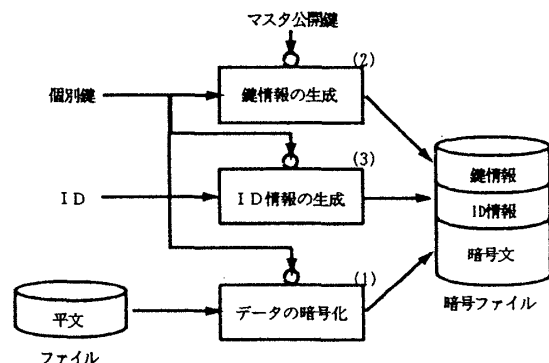 マスタ公開鍵
(2)
個別鍵
鍵情報の生成
(3)
鍵情報
ID
ID情報の生成
ID情報
暗号文
(1)
平文
データの暗号化
暗号ファイル
ファイル